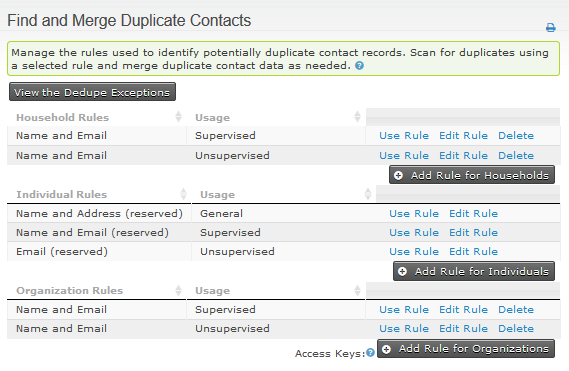 Find and Merge Duplicate Contacts
Manage the rules used to identify potentially duplicate contact records. Scan for duplicates using
a selected rule and merge duplicate contact data as needed. ?
View the Dedupe Exceptions
Household Rules Usage
Name and Email Supervised Use Rule Edit Rule Delete
Name and Email Unsupervised Use Rule Edit Rule Delete
Add Rule for Households
Individual Rules Usage
Name and Address (reserved) General Use Rule Edit Rule
Name and Email (reserved) Supervised Use Rule Edit Rule
Email (reserved) Unsupervised Use Rule Edit Rule
Add Rule for Individuals
Organization Rules Usage
Name and Email Supervised Use Rule Edit Rule Delete
Name and Email Unsupervised Use Rule Edit Rule Delete
Access Keys: ? Add Rule for Organizations